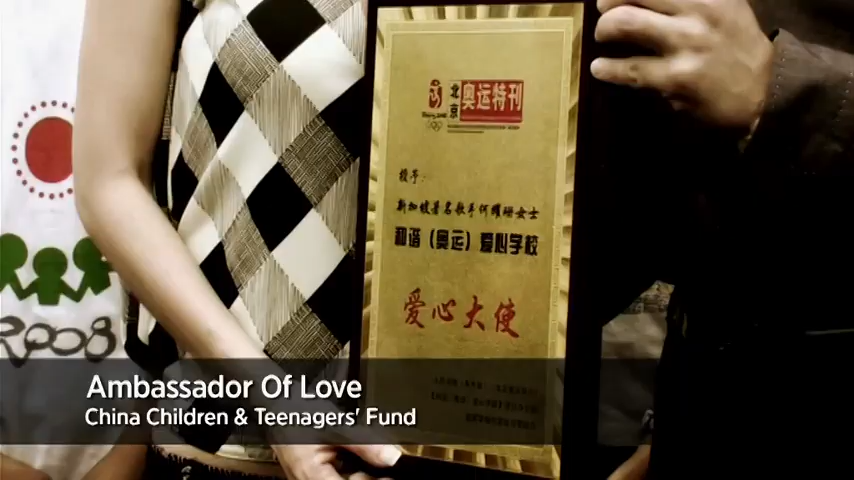 北京
奥运特刊
授予:
新加坡著名歌手何耀珊女士
和谐（奥运）爱心学校
爱心大使
2008
Ambassador Of Love
China Children & Teenagers' Fund